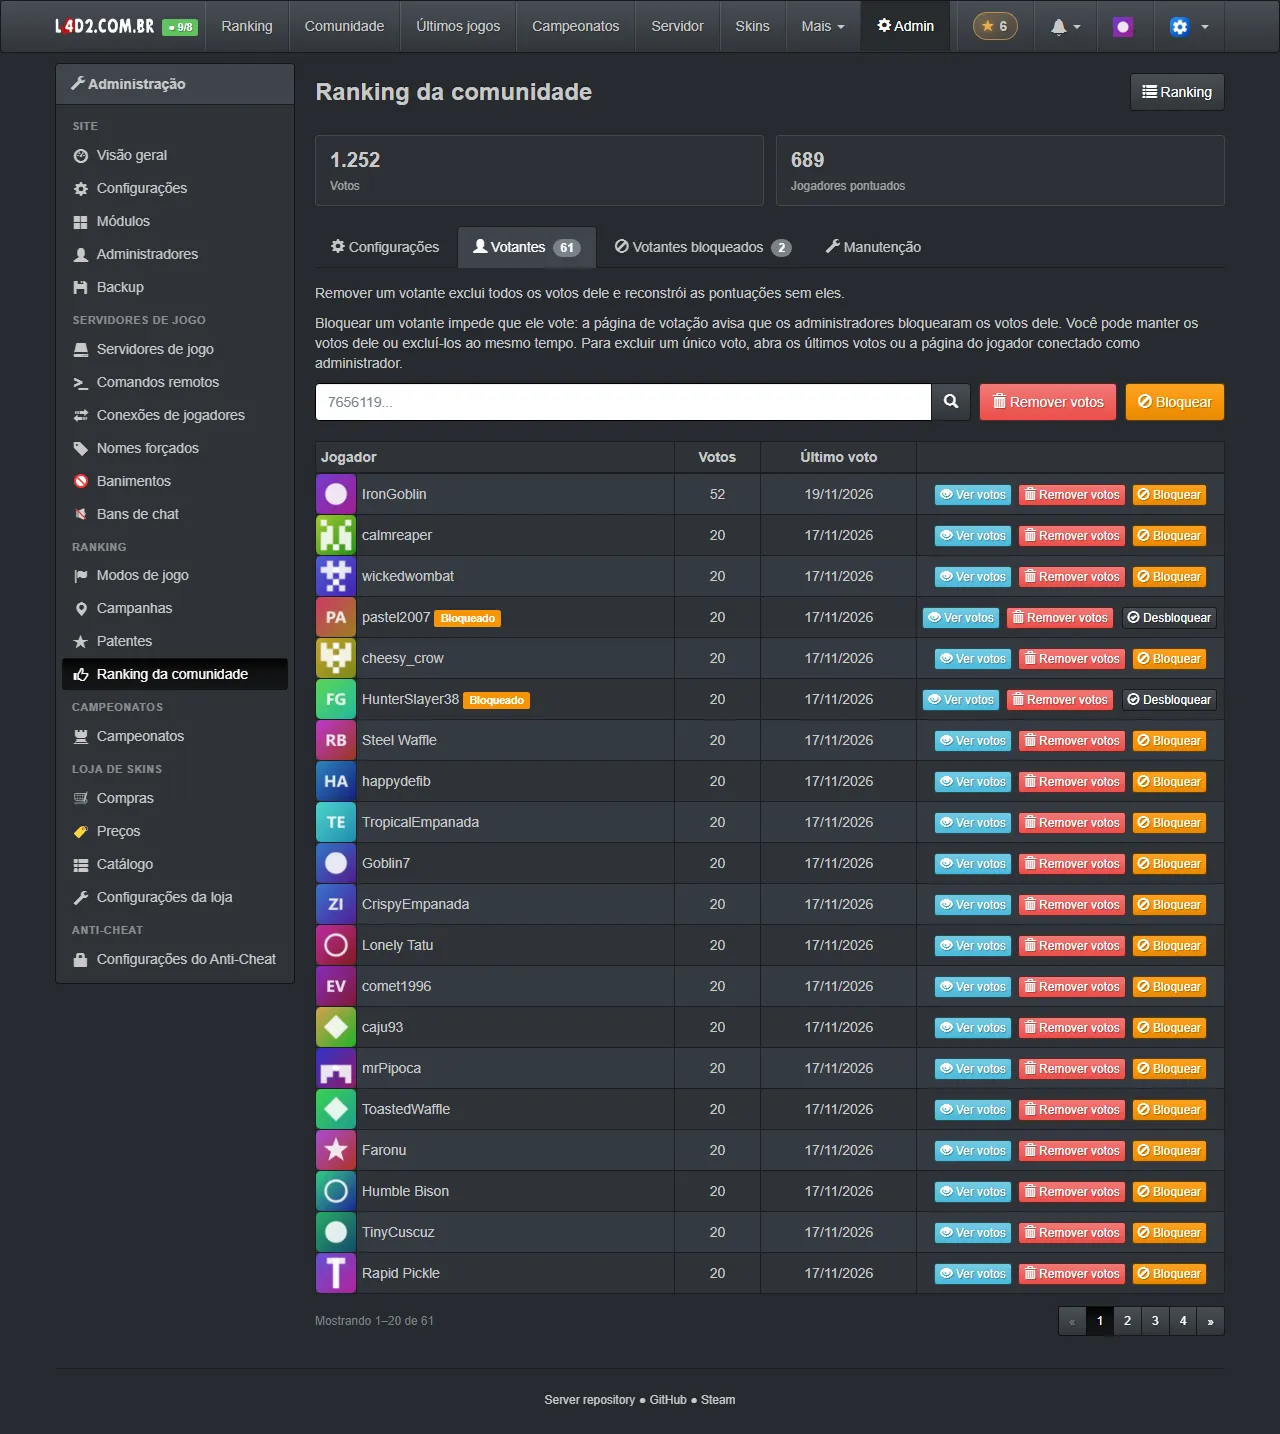 L4D2.COM.BR ● 9/8 Ranking Comunidade Últimos jogos Campeonatos Servidor Skins Mais Admin ★ 6
Administração
SITE
Visão geral
Configurações
Módulos
Administradores
Backup
SERVIDORES DE JOGO
Servidores de jogo
Comandos remotos
Conexões de jogadores
Nomes forçados
Banimentos
Bans de chat
RANKING
Modos de jogo
Campanhas
Patentes
Ranking da comunidade
CAMPEONATOS
Campeonatos
LOJA DE SKINS
Compras
Preços
Catálogo
Configurações da loja
ANTI-CHEAT
Configurações do Anti-Cheat
Ranking da comunidade
Ranking
1.252
Votos
689
Jogadores pontuados
Configurações Votantes 61 Votantes bloqueados 2 Manutenção
Remover um votante exclui todos os votos dele e reconstrói as pontuações sem eles.
Bloquear um votante impede que ele vote: a página de votação avisa que os administradores bloquearam os votos dele. Você pode manter os
votos dele ou excluí-los ao mesmo tempo. Para excluir um único voto, abra os últimos votos ou a página do jogador conectado como
administrador.
7656119... Remover votos Bloquear
Jogador Votos Último voto
IronGoblin 52 19/11/2026 Ver votos Remover votos Bloquear
calmreaper 20 17/11/2026 Ver votos Remover votos Bloquear
wickedwombat 20 17/11/2026 Ver votos Remover votos Bloquear
PA pastel2007 Bloqueado 20 17/11/2026 Ver votos Remover votos Desbloquear
cheesy_crow 20 17/11/2026 Ver votos Remover votos Bloquear
FG HunterSlayer38 Bloqueado 20 17/11/2026 Ver votos Remover votos Desbloquear
RB Steel Waffle 20 17/11/2026 Ver votos Remover votos Bloquear
HA happydefib 20 17/11/2026 Ver votos Remover votos Bloquear
TE TropicalEmpanada 20 17/11/2026 Ver votos Remover votos Bloquear
Goblin7 20 17/11/2026 Ver votos Remover votos Bloquear
ZI CrispyEmpanada 20 17/11/2026 Ver votos Remover votos Bloquear
Lonely Tatu 20 17/11/2026 Ver votos Remover votos Bloquear
EV comet1996 20 17/11/2026 Ver votos Remover votos Bloquear
caju93 20 17/11/2026 Ver votos Remover votos Bloquear
mrPipoca 20 17/11/2026 Ver votos Remover votos Bloquear
ToastedWaffle 20 17/11/2026 Ver votos Remover votos Bloquear
Faronu 20 17/11/2026 Ver votos Remover votos Bloquear
Humble Bison 20 17/11/2026 Ver votos Remover votos Bloquear
TinyCuscuz 20 17/11/2026 Ver votos Remover votos Bloquear
T Rapid Pickle 20 17/11/2026 Ver votos Remover votos Bloquear
Mostrando 1–20 de 61 « 1 2 3 4 »
Server repository ● GitHub ● Steam